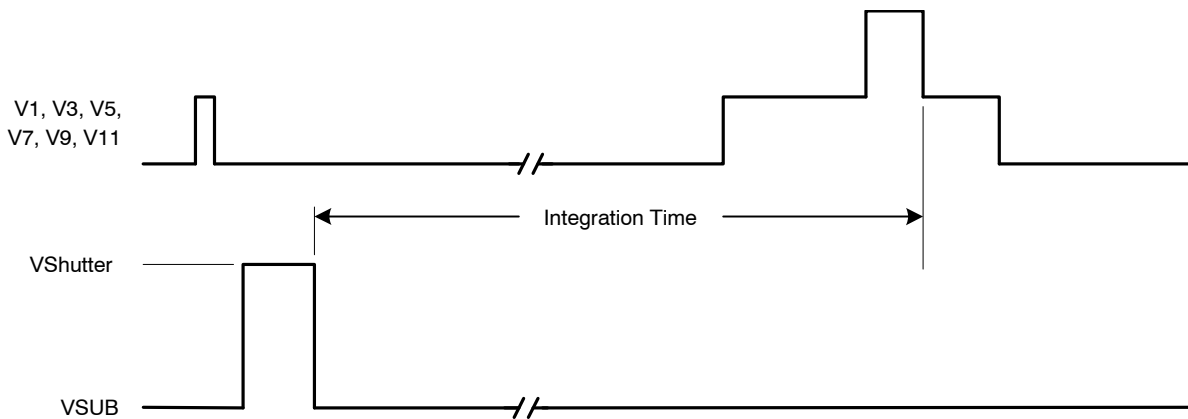 V1, V3, V5,
V7, V9, V11
Integration Time
VShutter
VSUB